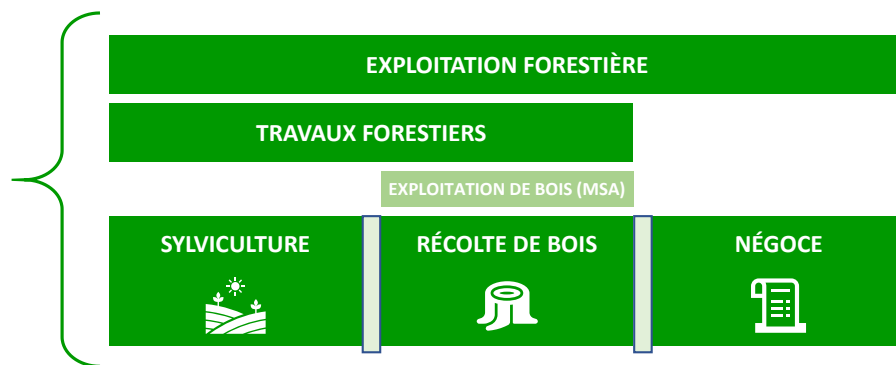 EXPLOITATION FORESTIÈRE
TRAVAUX FORESTIERS
EXPLOITATION DE BOIS (MSA)
SYLVICULTURE
RÉCOLTE DE BOIS
NÉGOCE